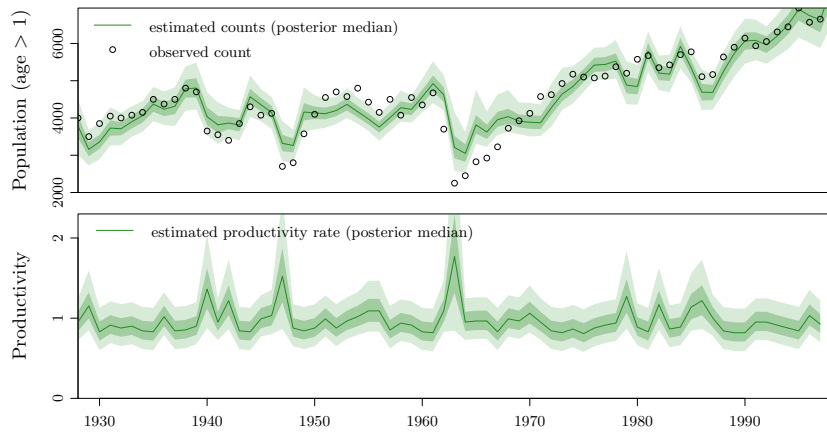 estimated counts (posterior median)
observed count
Population (age > 1)
6000
4000
2000
estimated productivity rate (posterior median)
Productivity
2
1
0
1930 1940 1950 1960 1970 1980 1990